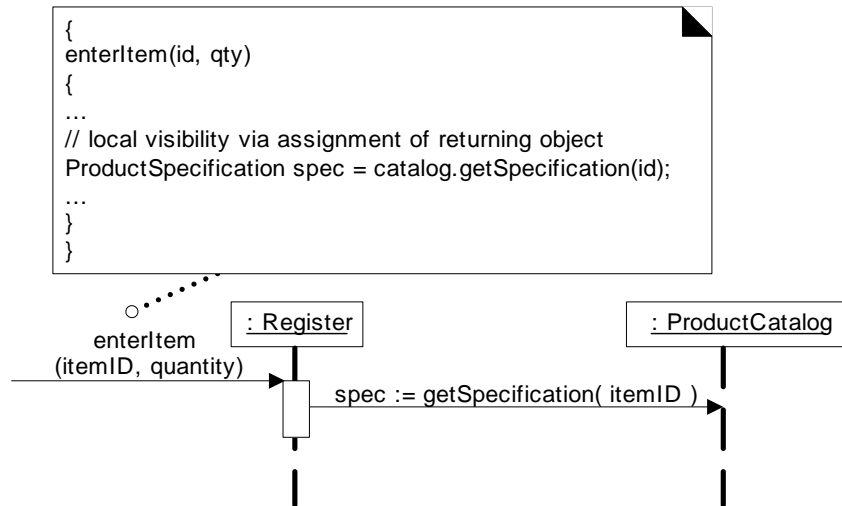 {
enterItem(id, qty)
{
...
// local visibility via assignment of returning object
ProductSpecification spec = catalog.getSpecification(id);
...
}
}
: Register
: ProductCatalog
enterItem
(itemID, quantity)
spec := getSpecification( itemID )